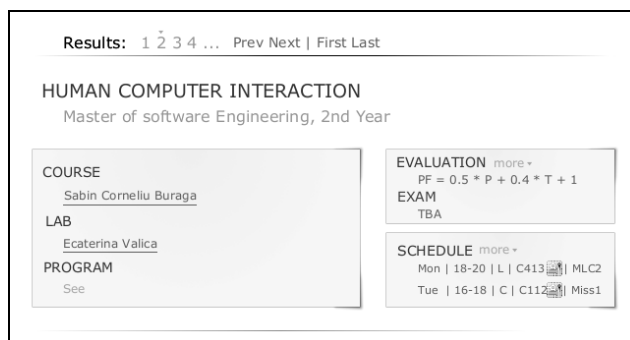 Results: 1 2 3 4 ... Prev Next | First Last
HUMAN COMPUTER INTERACTION
Master of software Engineering, 2nd Year
COURSE
Sabin Corneliu Buraga
LAB
Ecaterina Valica
PROGRAM
See
EVALUATION more
PF = 0.5 * P + 0.4 * T + 1
EXAM
TBA
SCHEDULE more
Mon | 18-20 | L | C413 | MLC2
Tue | 16-18 | C | C112 | Miss1